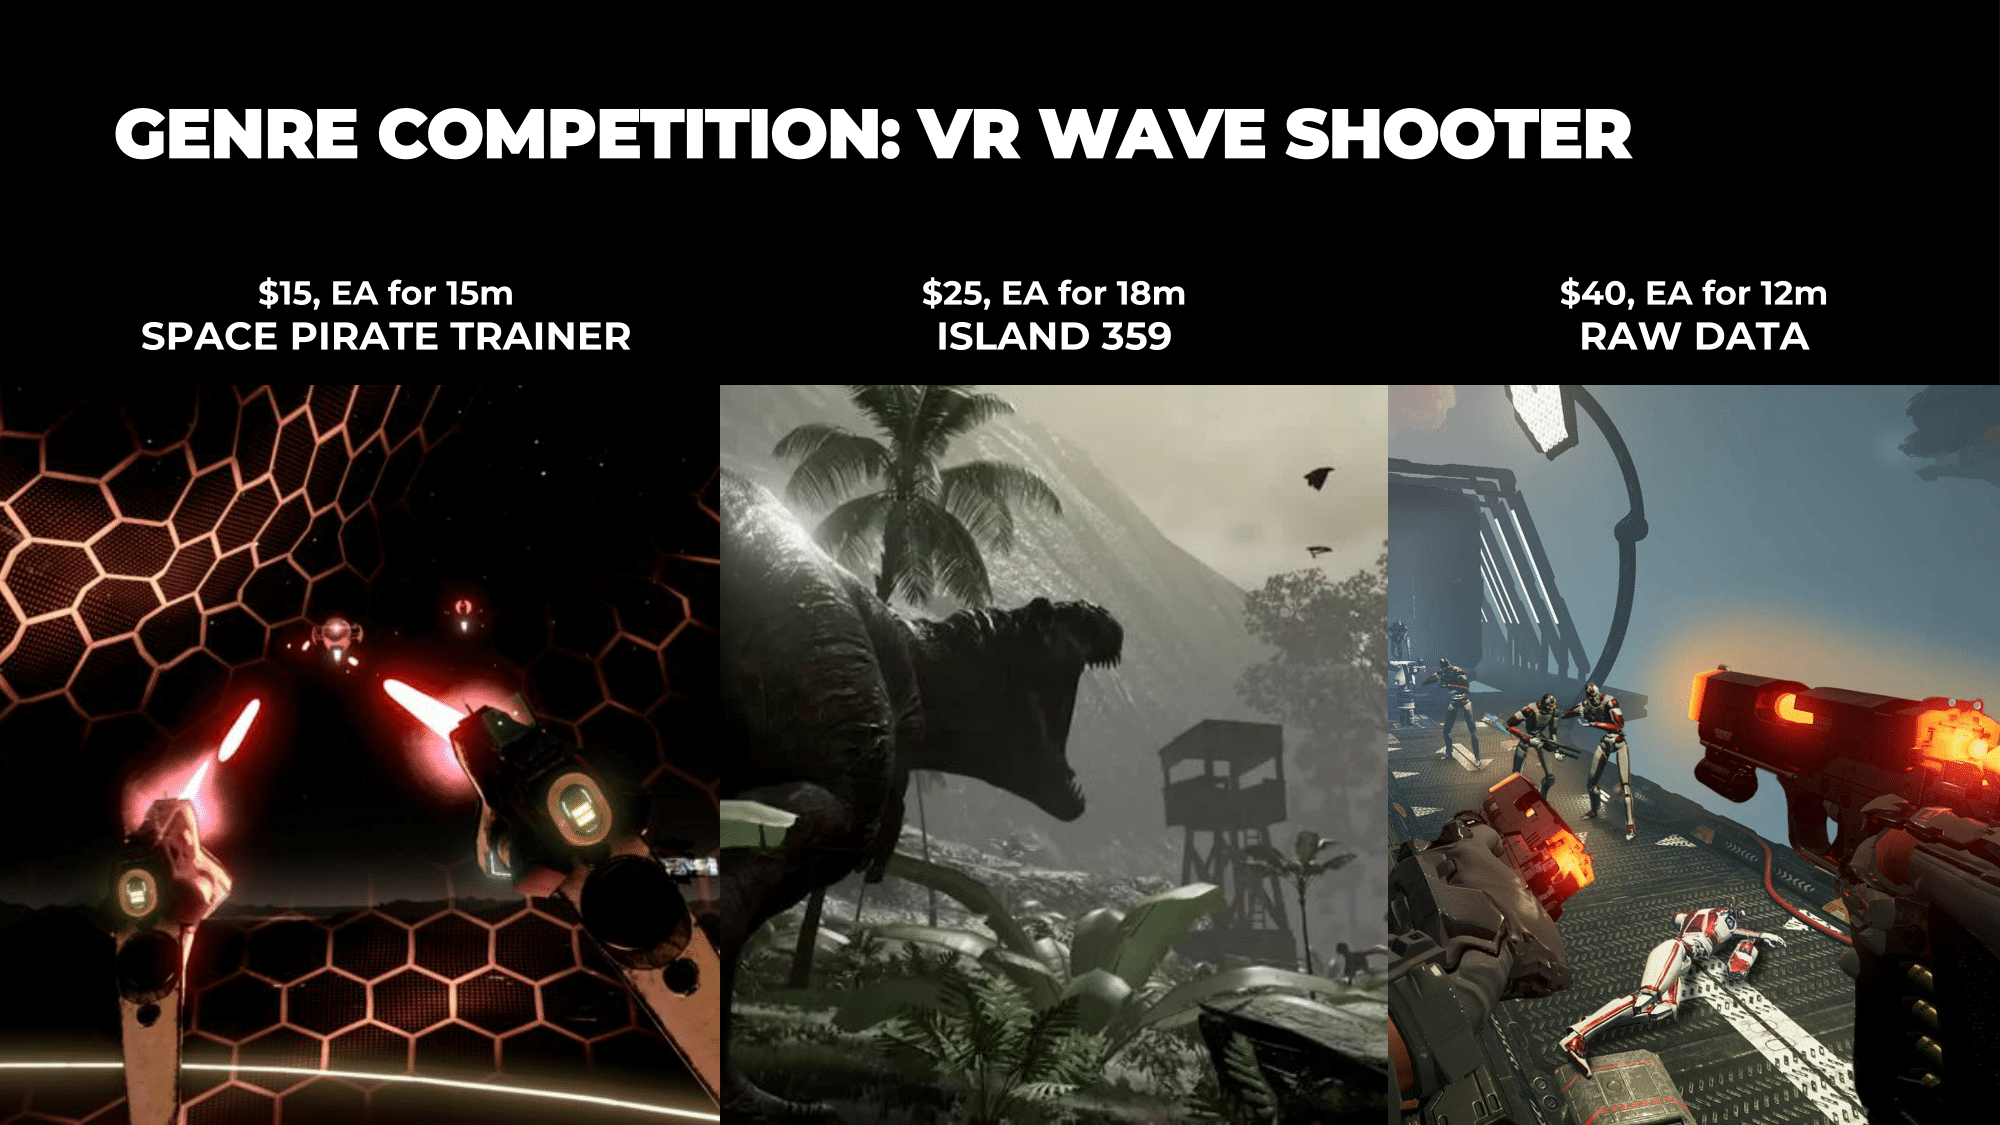 GENRE COMPETITION: VR WAVE SHOOTER
$15, EA for 15m
SPACE PIRATE TRAINER
$25, EA for 18m
ISLAND 359
$40, EA for 12m
RAW DATA